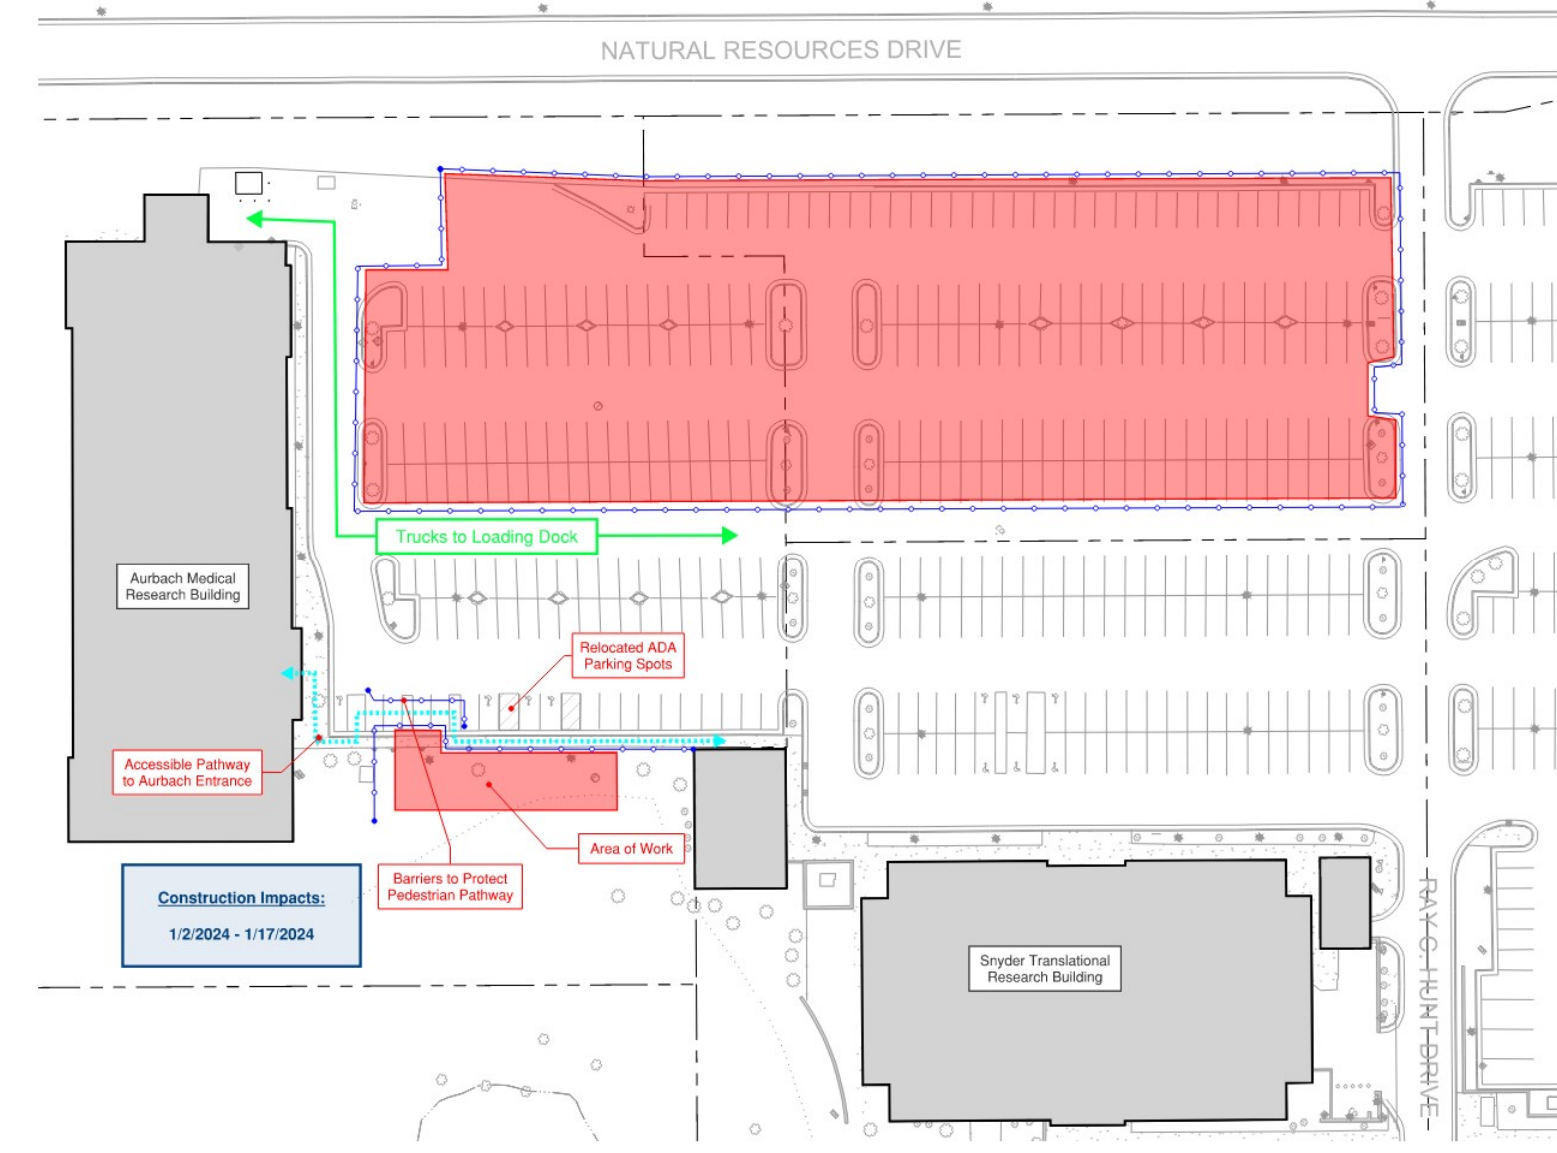 NATURAL RESOURCES DRIVE
Trucks to Loading Dock
Aurbach Medical
Research Building
Relocated ADA
Parking Spots
Accessible Pathway
to Aurbach Entrance
Area of Work
Barriers to Protect
Pedestrian Pathway
Construction Impacts:
1/2/2024 - 1/17/2024
Snyder Translational
Research Building
RAY C. HUNT DRIVE